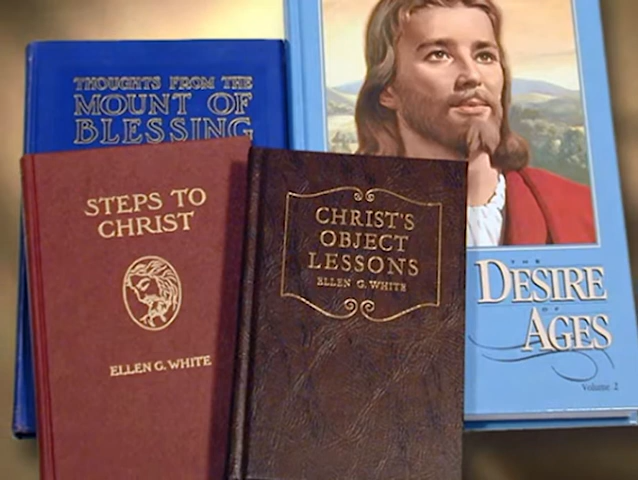 THOUGHTS FROM THE
MOUNT OF
BLESSING
STEPS TO
CHRIST
ELLEN G. WHITE
CHRIST'S
OBJECT
LESSONS
ELLEN G. WHITE
THE
DESIRE
OF
AGES
Volume 2